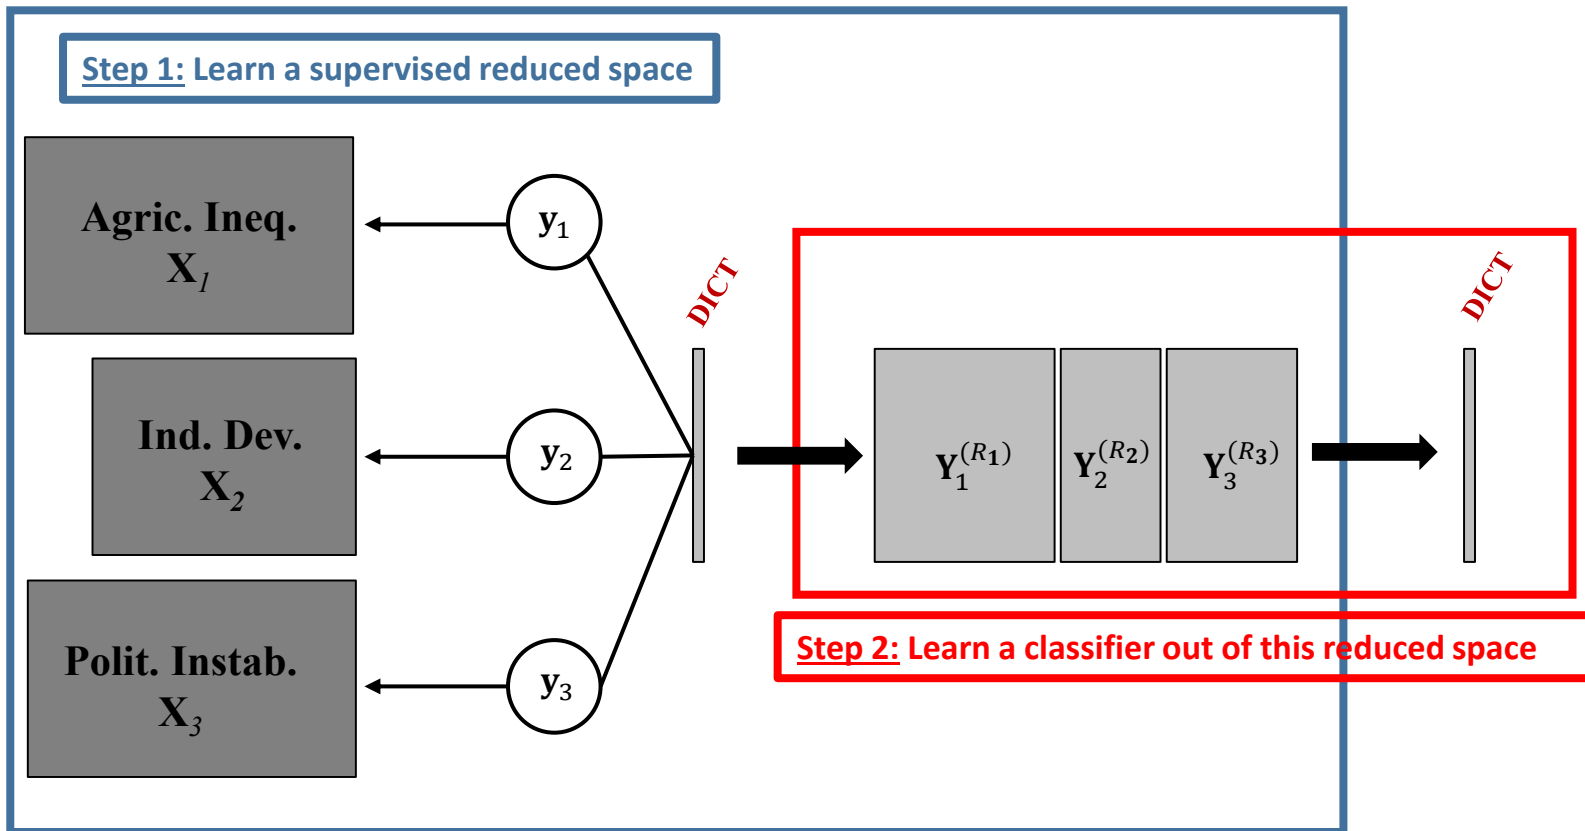 Step 1: Learn a supervised reduced space
Agric. Ineq.
X₁
y₁
Ind. Dev.
X₂
y₂
Polit. Instab.
X₃
y₃
DICT
Y₁^(R₁)
Y₂^(R₂)
Y₃^(R₃)
DICT
Step 2: Learn a classifier out of this reduced space